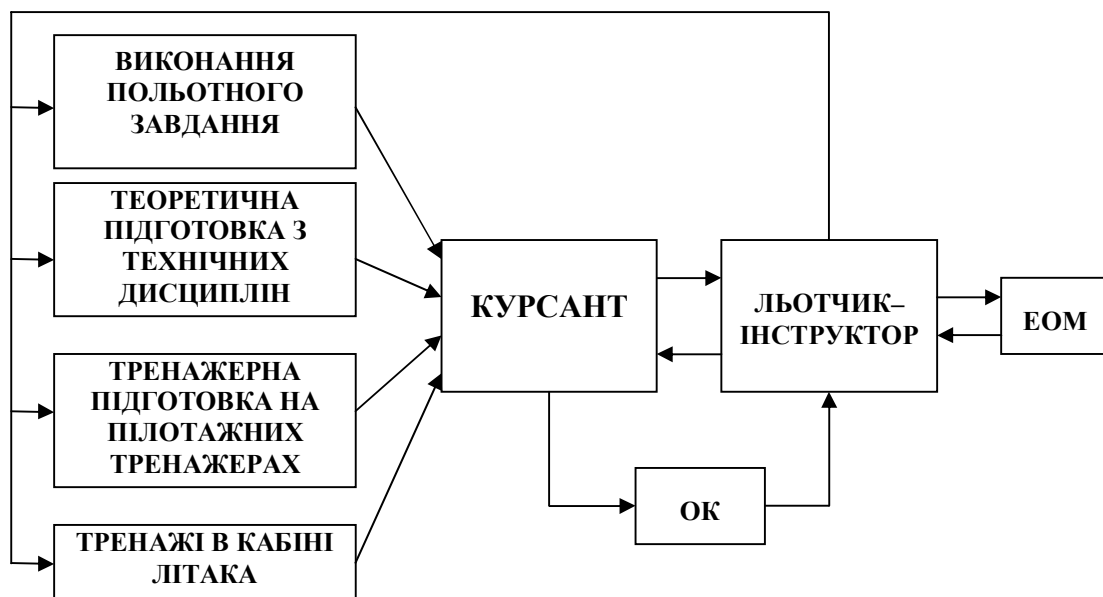 ВИКОНАННЯ
ПОЛЬОТНОГО
ЗАВДАННЯ
ТЕОРЕТИЧНА
ПІДГОТОВКА З
ТЕХНІЧНИХ
ДИСЦИПЛІН
ТРЕНАЖЕРНА
ПІДГОТОВКА НА
ПІЛОТАЖНИХ
ТРЕНАЖЕРАХ
ТРЕНАЖІ В КАБІНІ
ЛІТАКА
КУРСАНТ
ЛЬОТЧИК–
ІНСТРУКТОР
ЕОМ
ОК